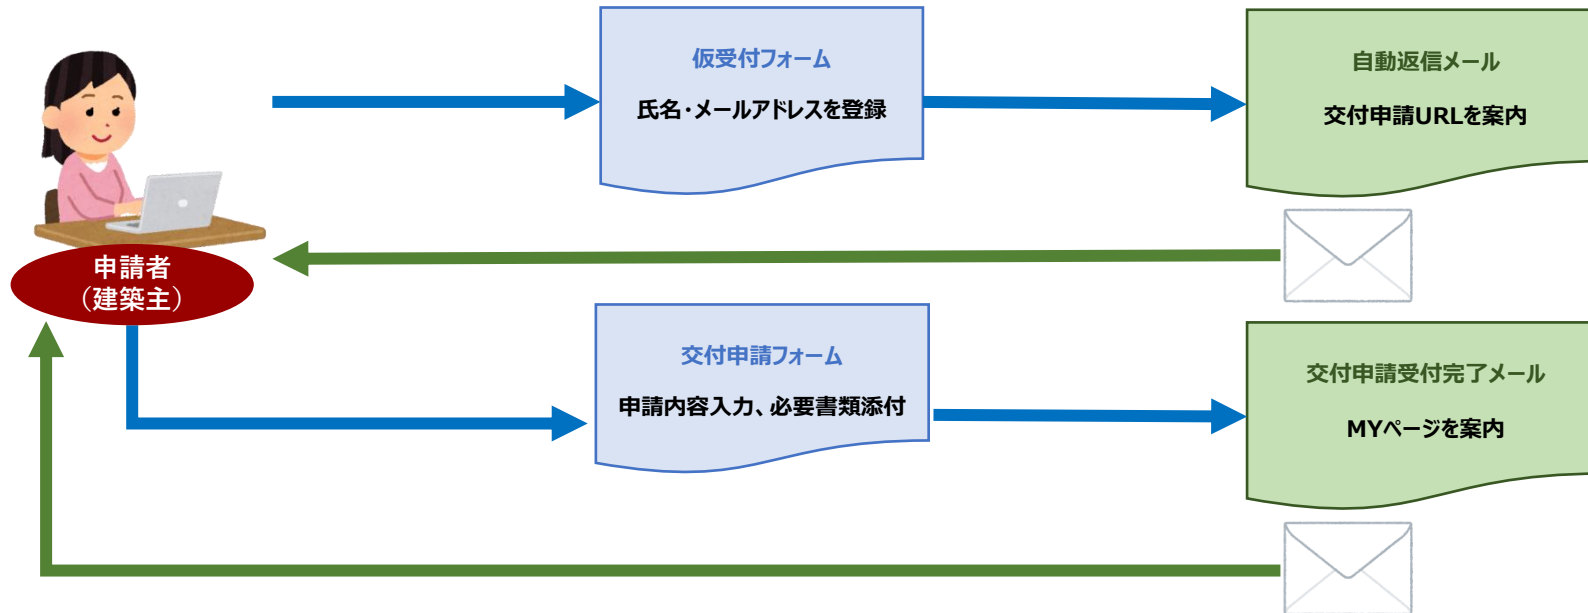 仮受付フォーム
氏名・メールアドレスを登録
自動返信メール
交付申請URLを案内
申請者
（建築主）
交付申請フォーム
申請内容入力、必要書類添付
交付申請受付完了メール
MYページを案内